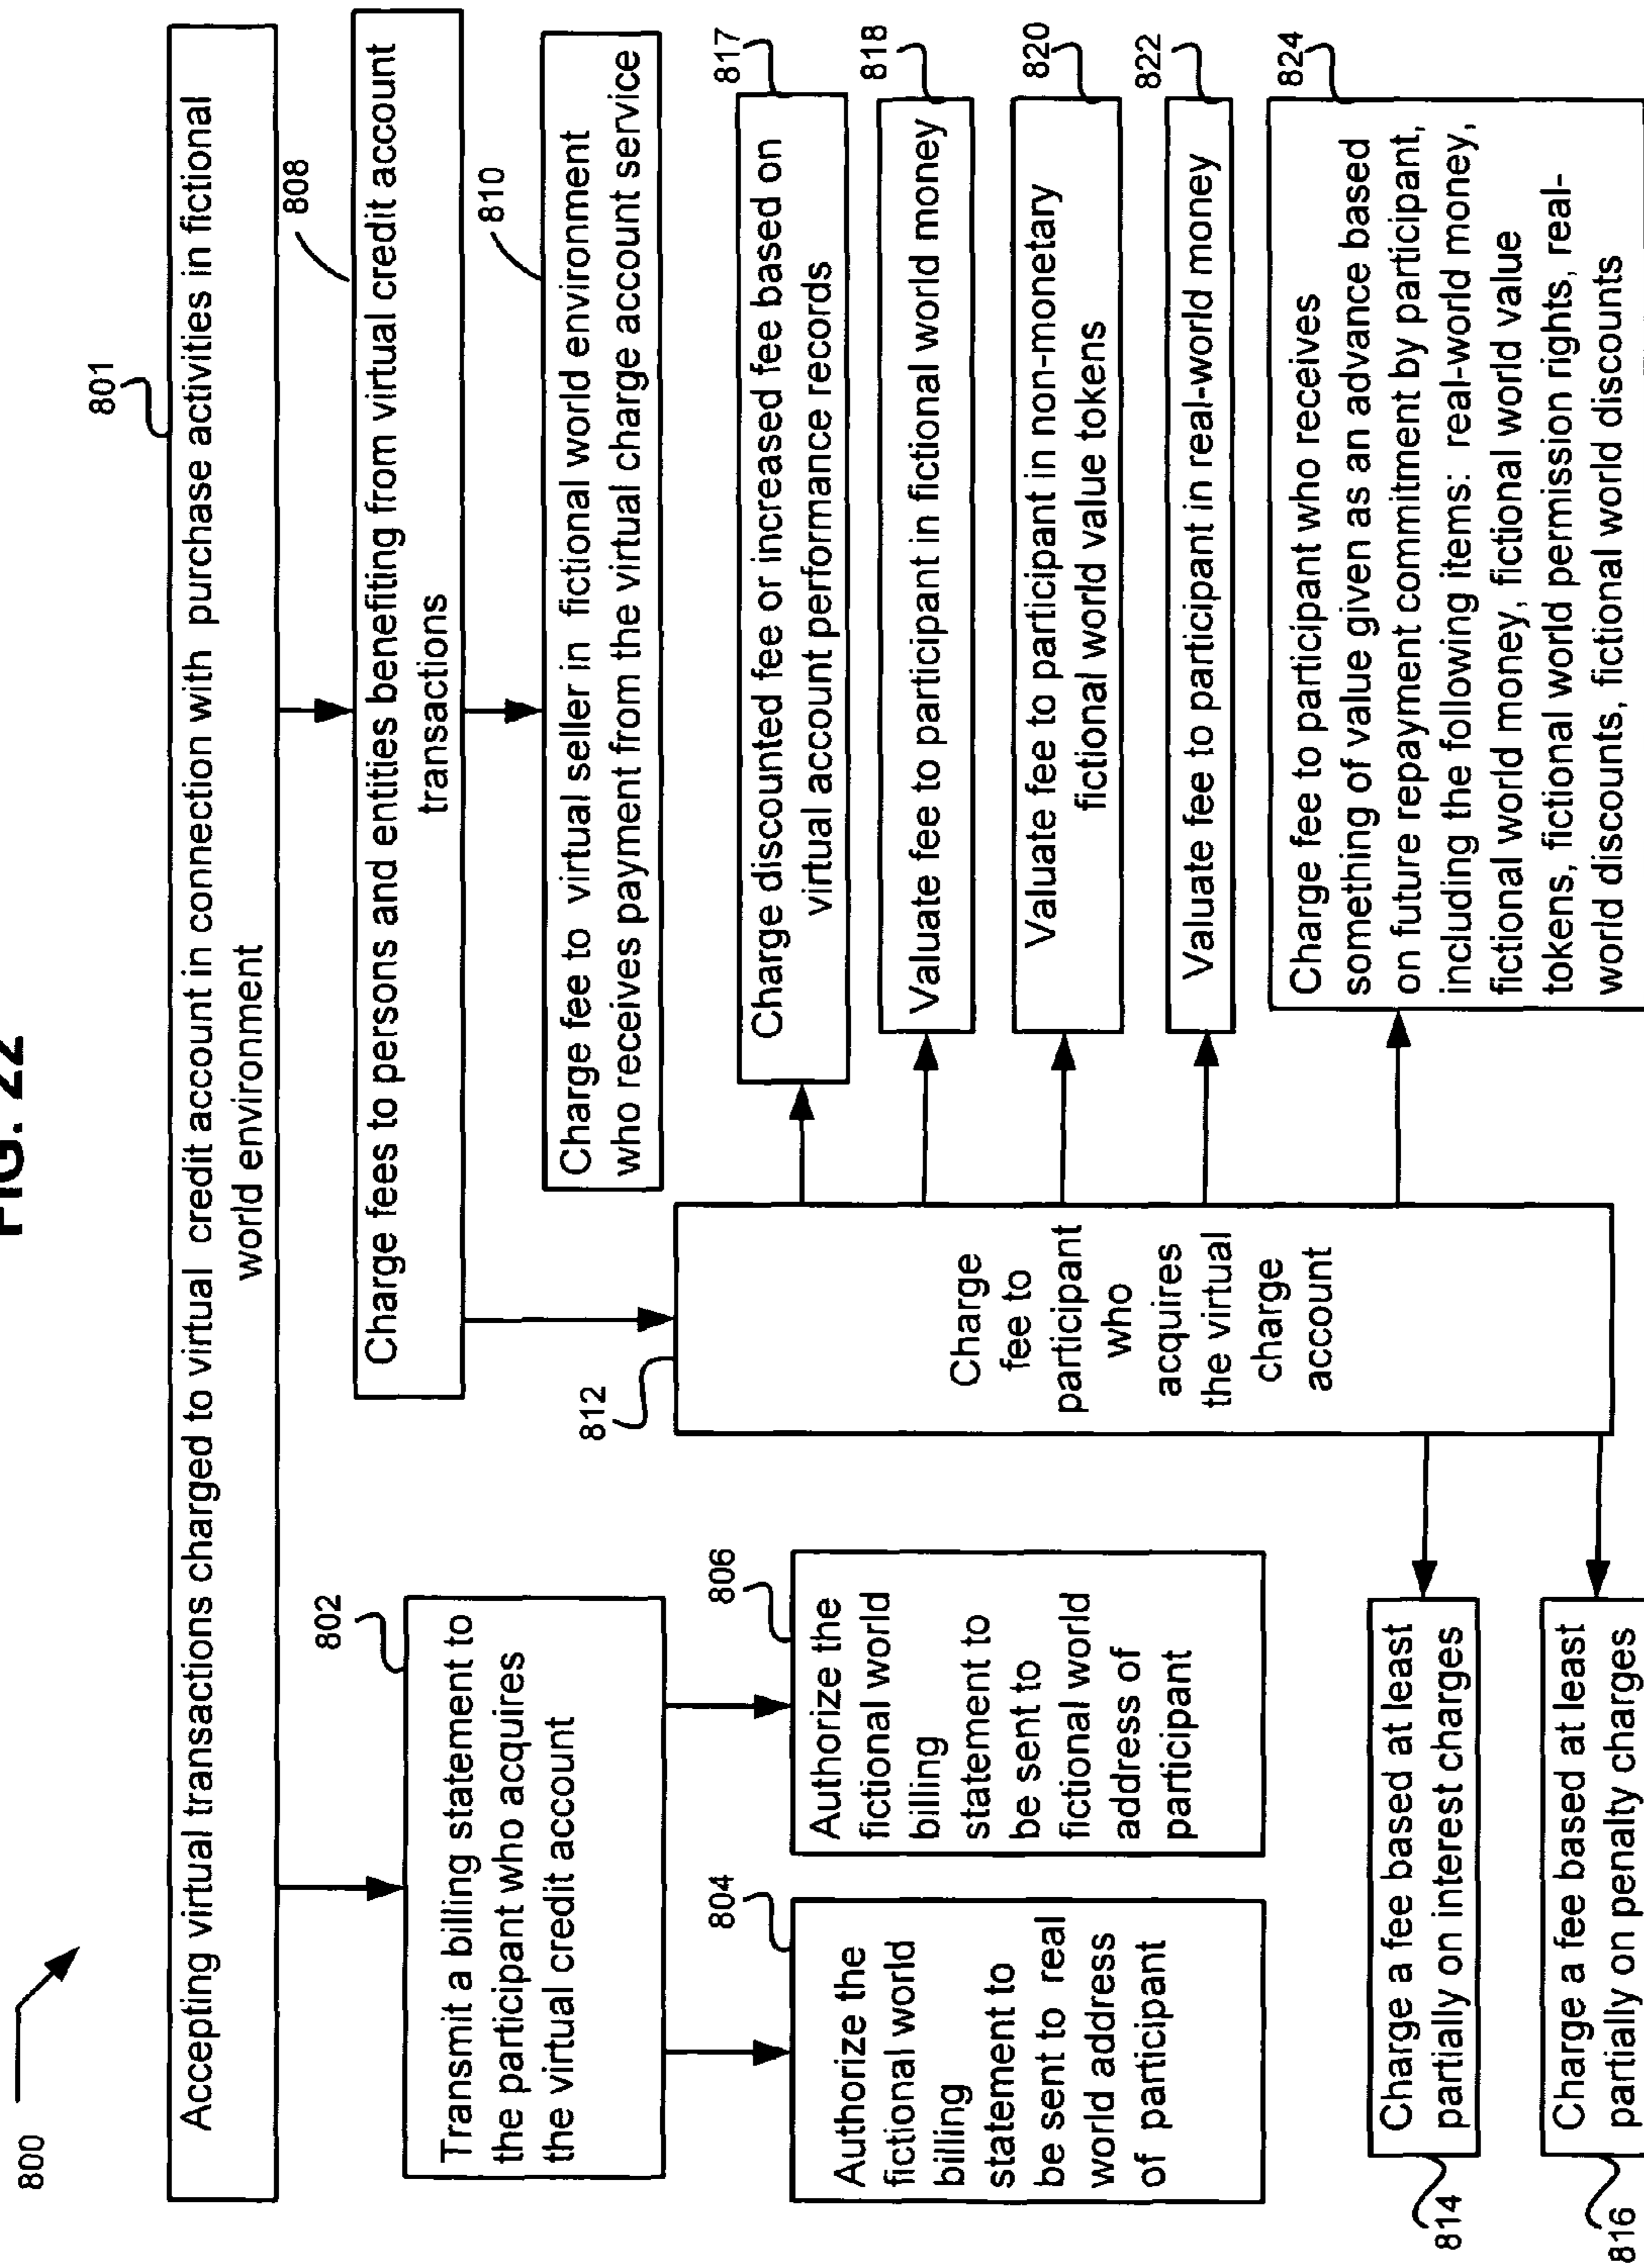 FIG. 22
800
801
Accepting virtual transactions charged to virtual credit account in connection with purchase activities in fictional
world environment
802
Transmit a billing statement to
the participant who acquires
the virtual credit account
804
Authorize the
fictional world
billing
statement to
be sent to real
world address
of participant
806
Authorize the
fictional world
billing
statement to
be sent to
fictional world
address of
participant
808
Charge fees to persons and entities benefiting from virtual credit account
transactions
810
Charge fee to virtual seller in fictional world environment
who receives payment from the virtual charge account service
812
Charge
fee to
participant
who
acquires
the virtual
charge
account
814
Charge a fee based at least
partially on interest charges
816
Charge a fee based at least
partially on penalty charges
817
Charge discounted fee or increased fee based on
virtual account performance records
818
Valuate fee to participant in fictional world money
820
Valuate fee to participant in non-monetary
fictional world value tokens
822
Valuate fee to participant in real-world money
824
Charge fee to participant who receives
something of value given as an advance based
on future repayment commitment by participant,
including the following items: real-world money,
fictional world money, fictional world value
tokens, fictional world permission rights, real-
world discounts, fictional world discounts